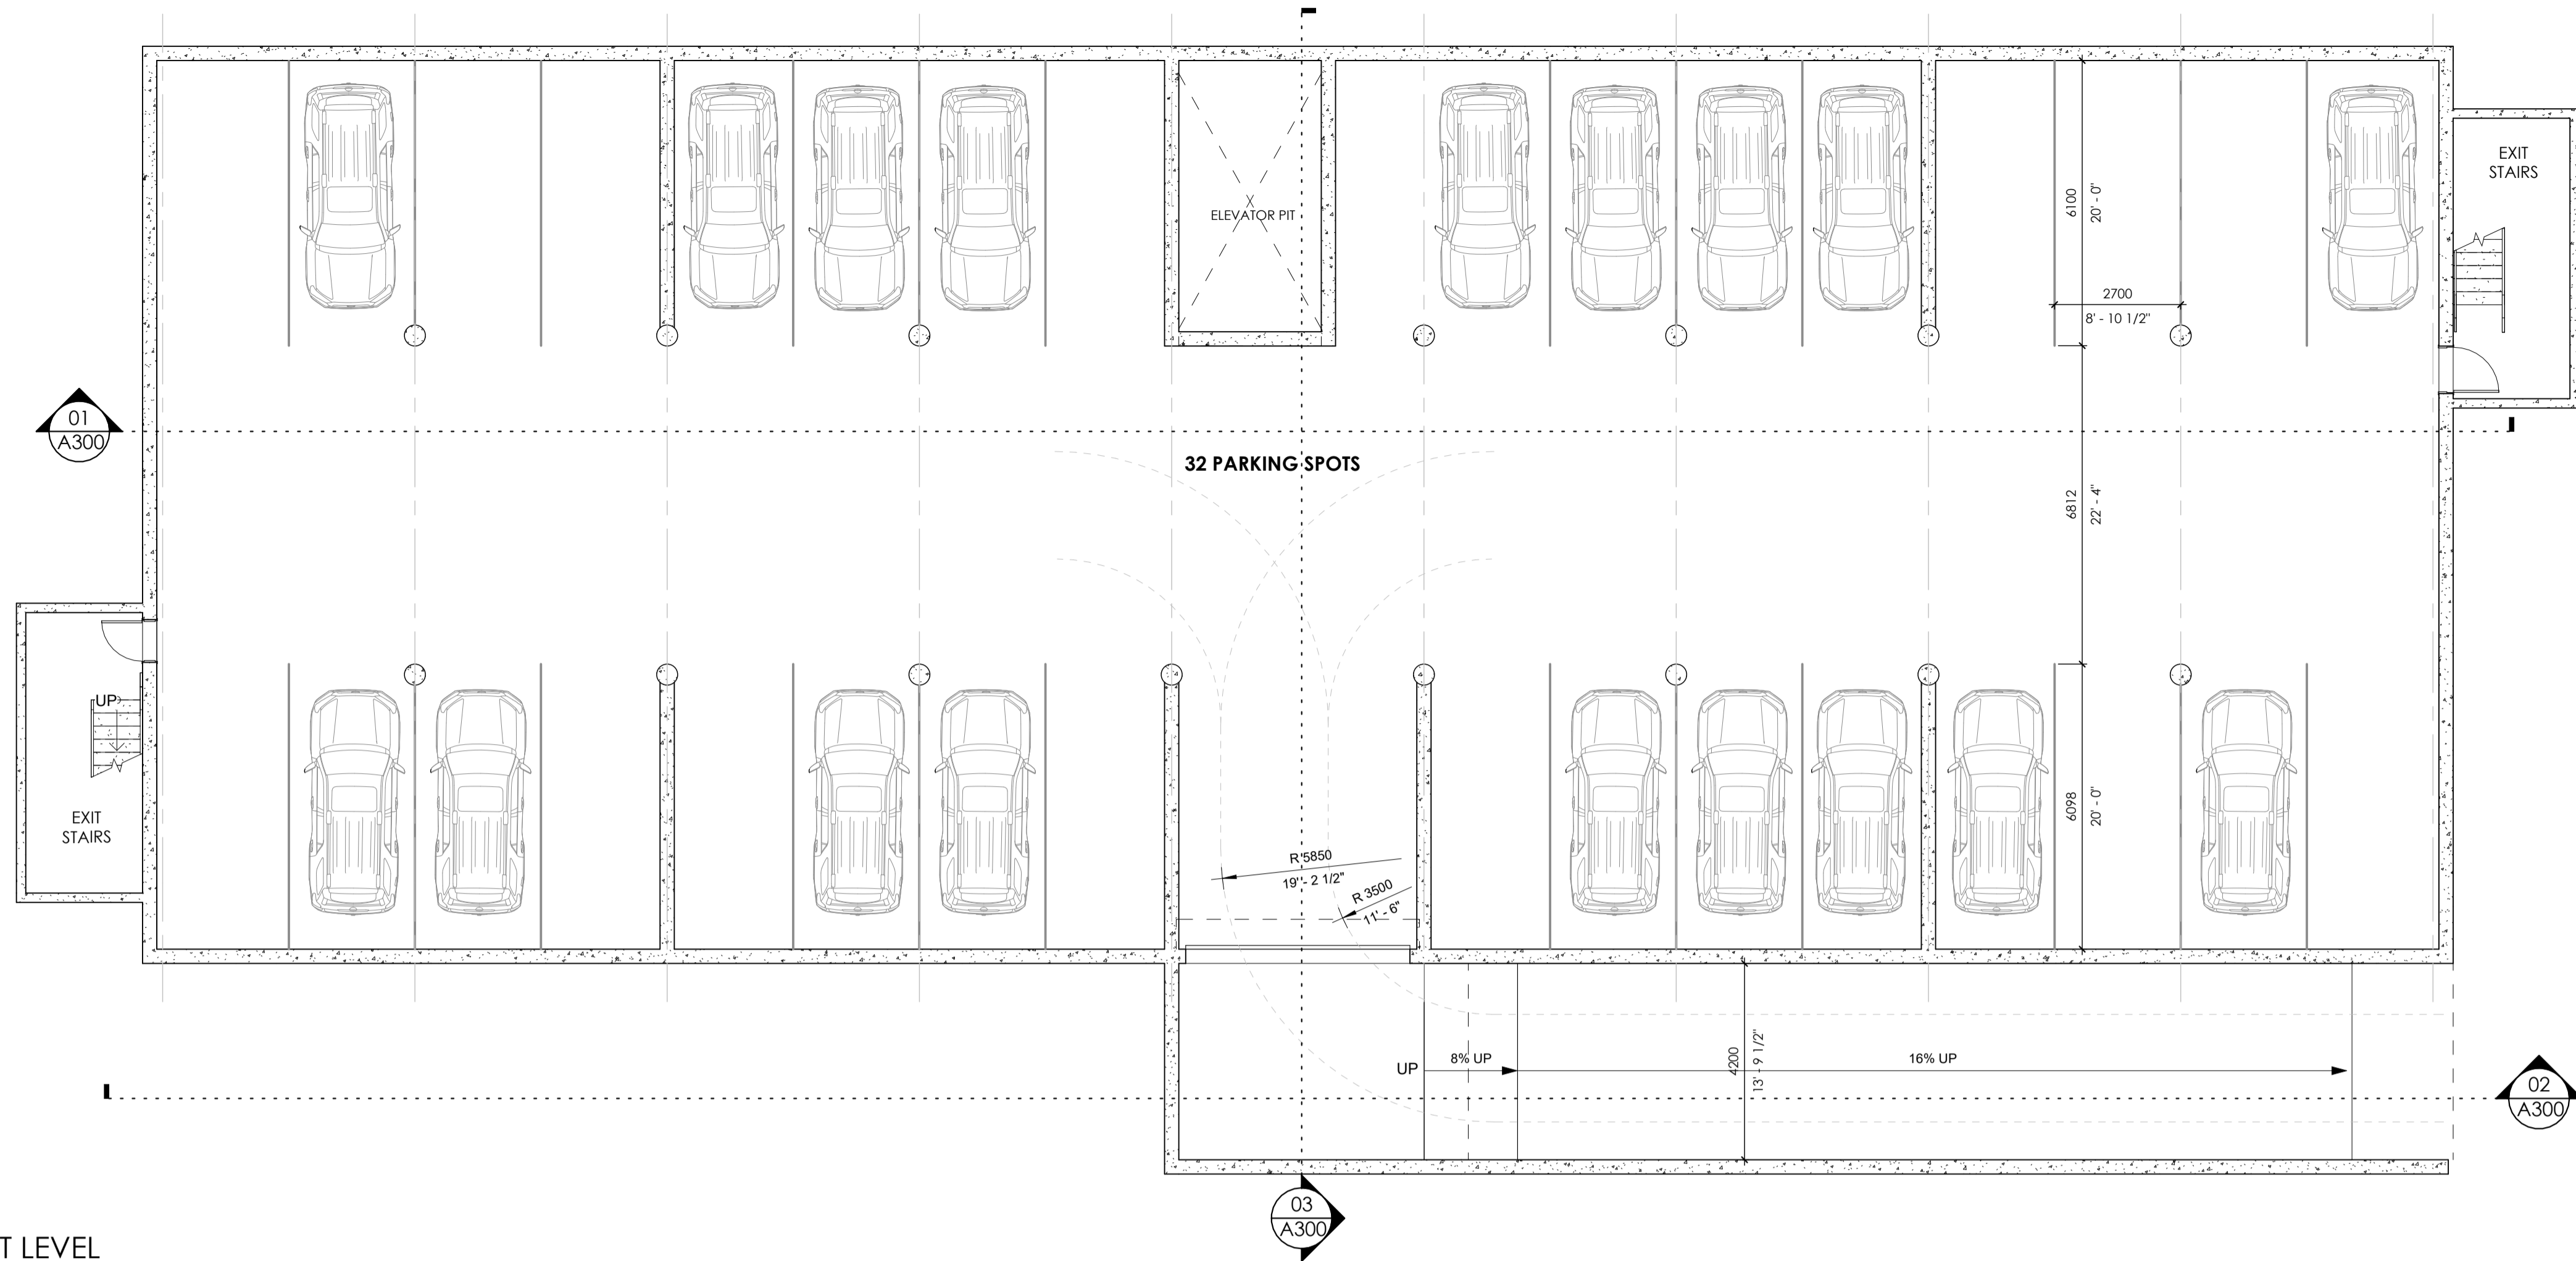 EXIT
STAIRS
ELEVATOR PIT
6100
20' - 0"
2700
8' - 10 1/2"
01
A300
32 PARKING SPOTS
6812
22' - 4"
UP
EXIT
STAIRS
6098
20' - 0"
R 5850
19' - 2 1/2"
R 3500
11' - 6"
UP
8% UP
4200
13' - 9 1/2"
16% UP
02
A300
03
A300
T LEVEL